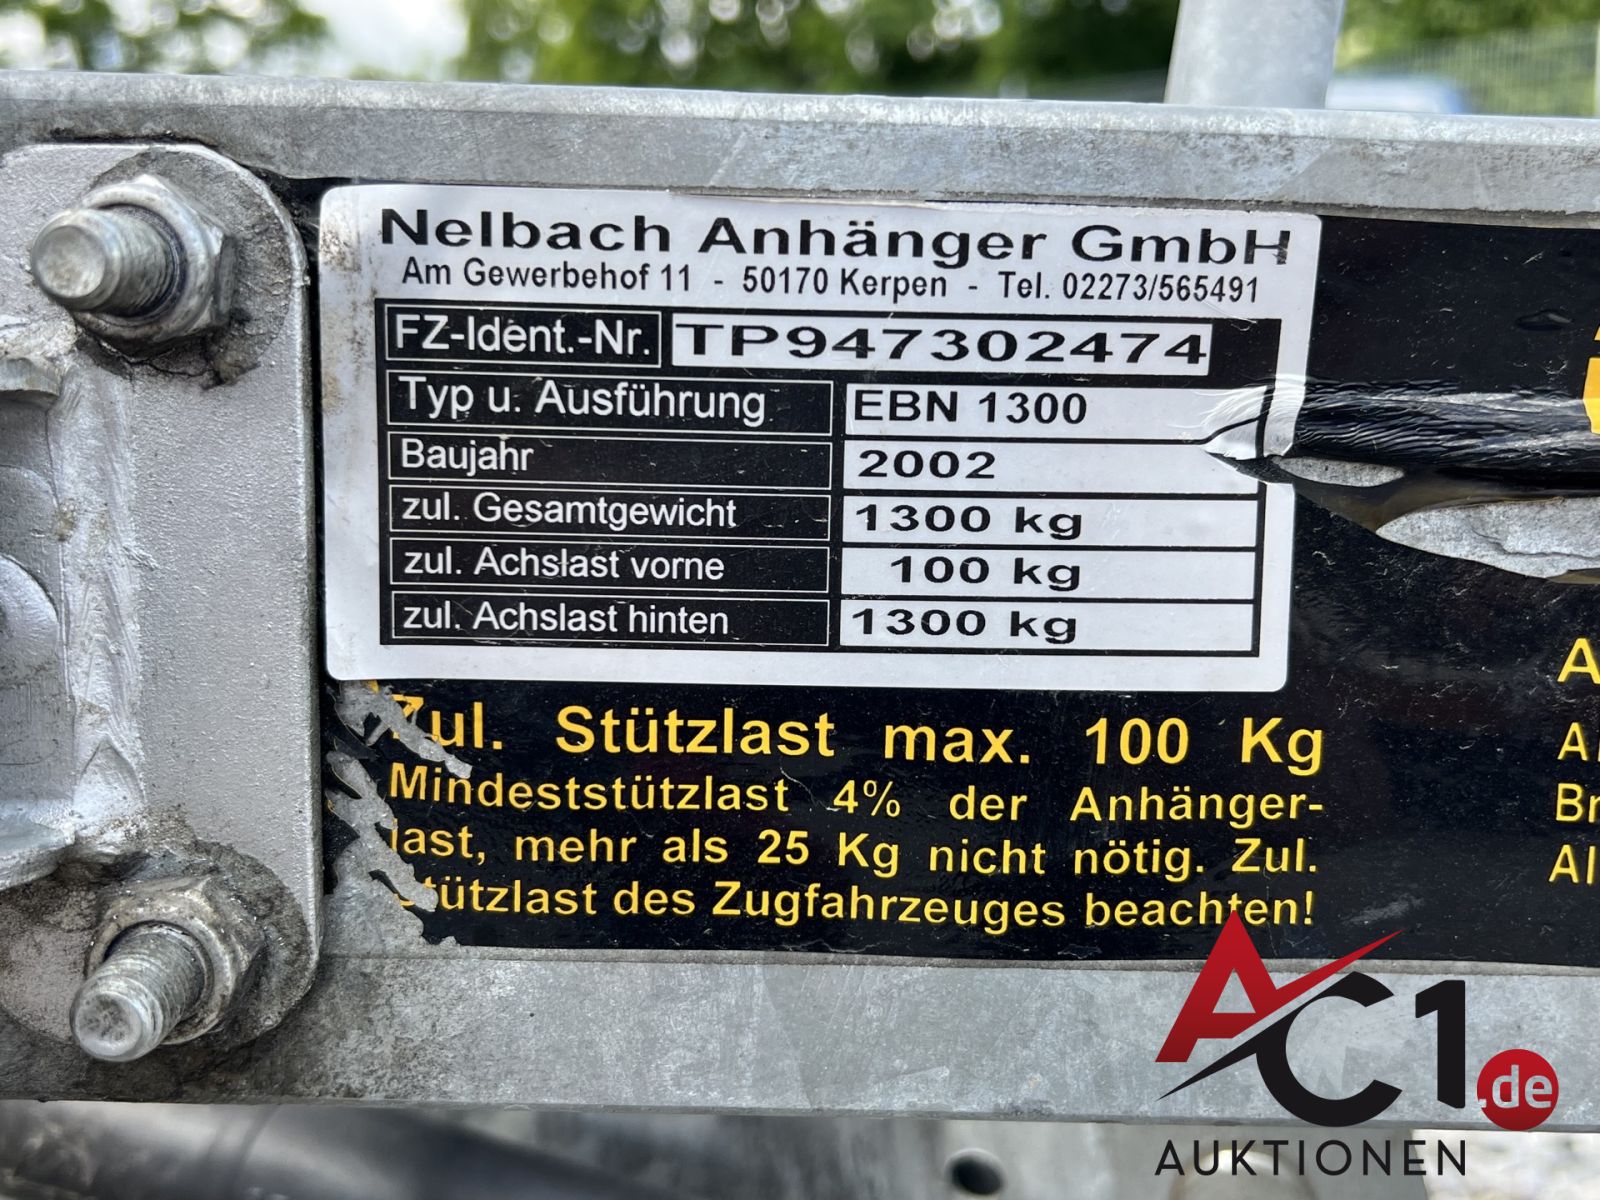 Nelbach Anhänger GmbH
Am Gewerbehof 11 - 50170 Kerpen - Tel. 02273/565491
FZ-Ident.-Nr. TP947302474
Typ u. Ausführung EBN 1300
Baujahr 2002
zul. Gesamtgewicht 1300 kg
zul. Achslast vorne 100 kg
zul. Achslast hinten 1300 kg
Zul. Stützlast max. 100 Kg
Mindeststützlast 4% der Anhänger-
last, mehr als 25 Kg nicht nötig. Zul.
Stützlast des Zugfahrzeuges beachten!
AC1.de
AUKTIONEN